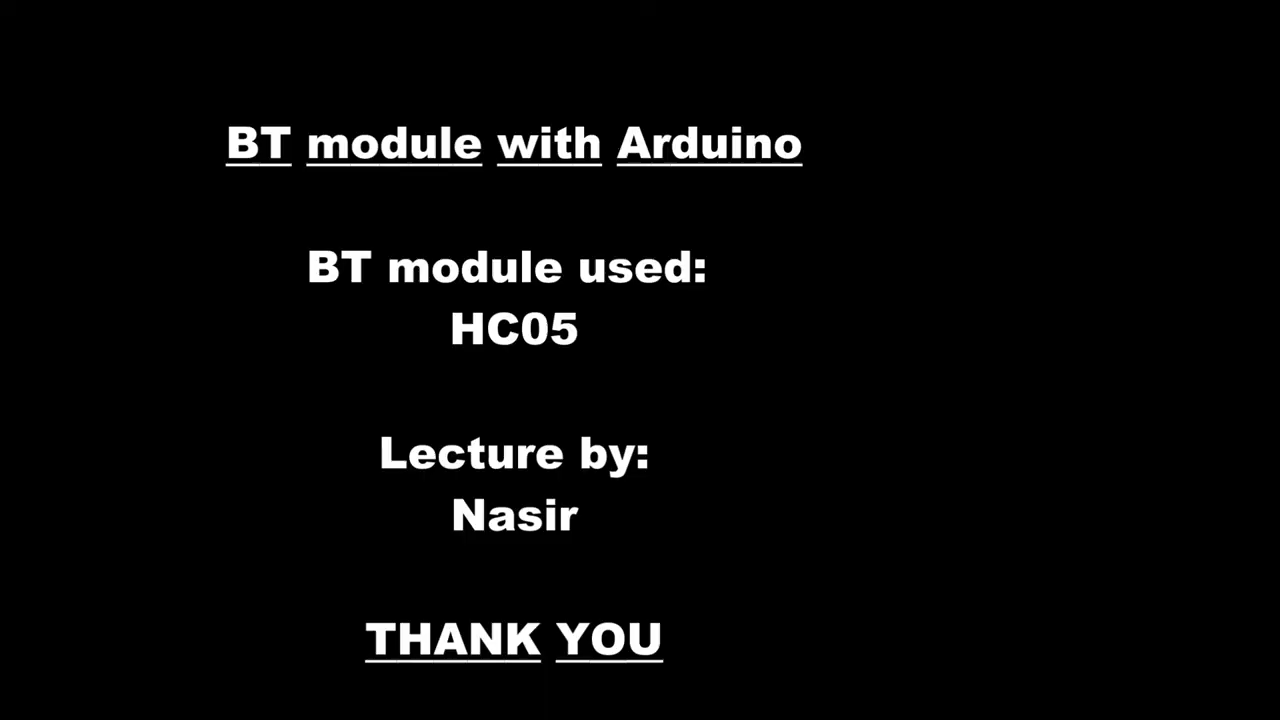 BT module with Arduino
BT module used:
HC05
Lecture by:
Nasir
THANK YOU